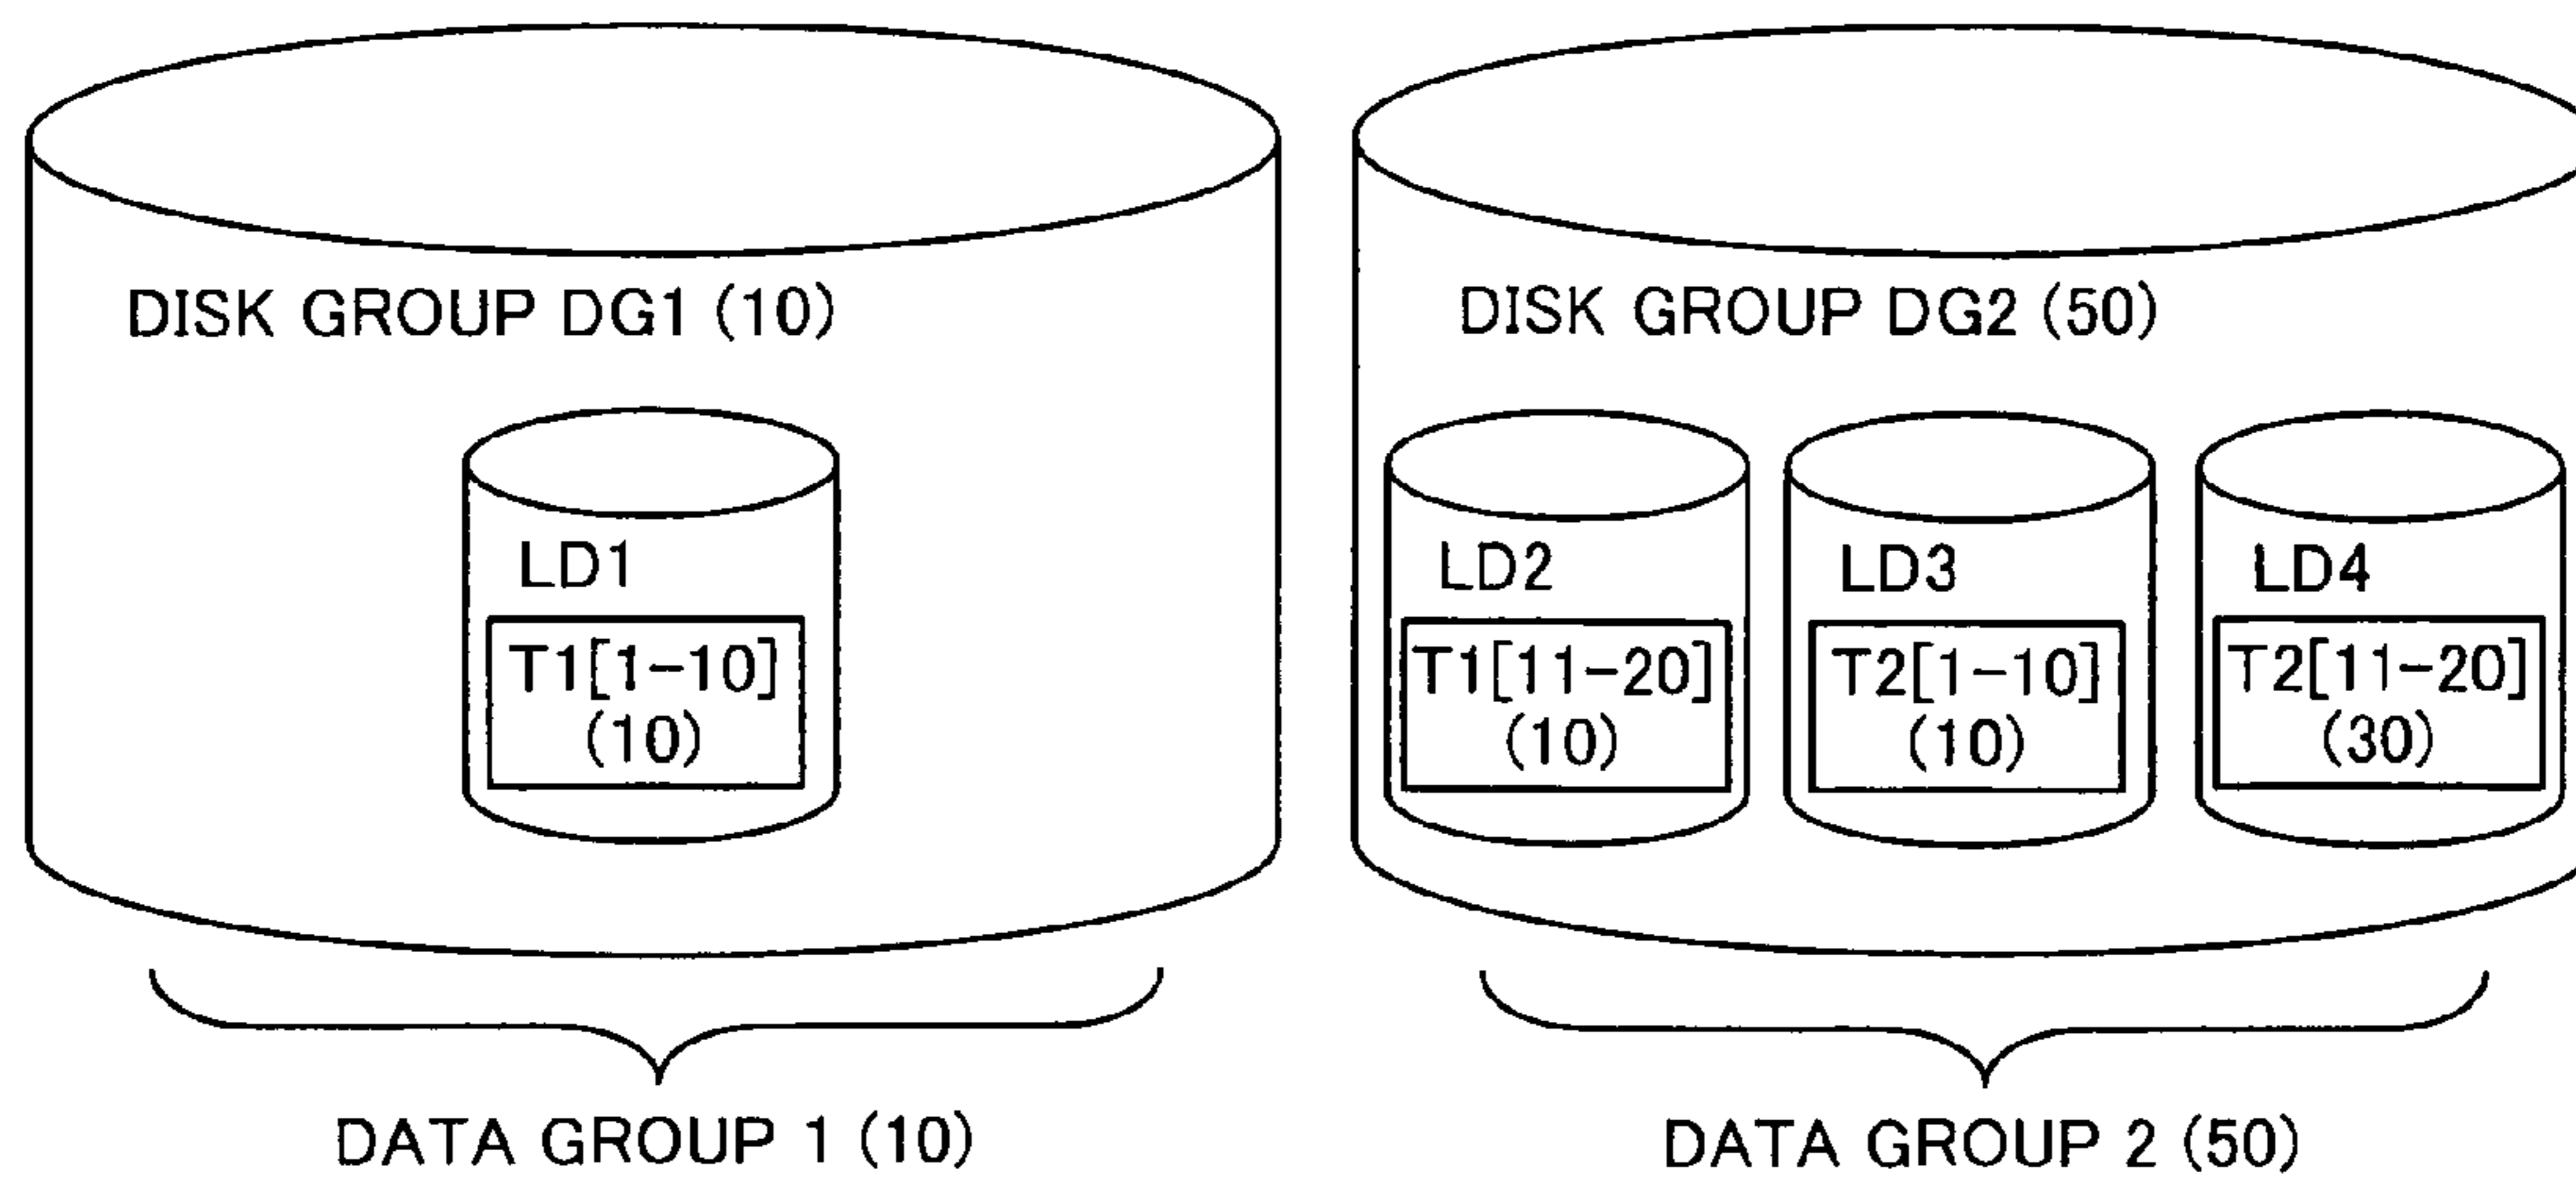 DISK GROUP DG1 (10)
LD1
T1[1-10]
(10)
DATA GROUP 1 (10)
DISK GROUP DG2 (50)
LD2
T1[11-20]
(10)
LD3
T2[1-10]
(10)
LD4
T2[11-20]
(30)
DATA GROUP 2 (50)